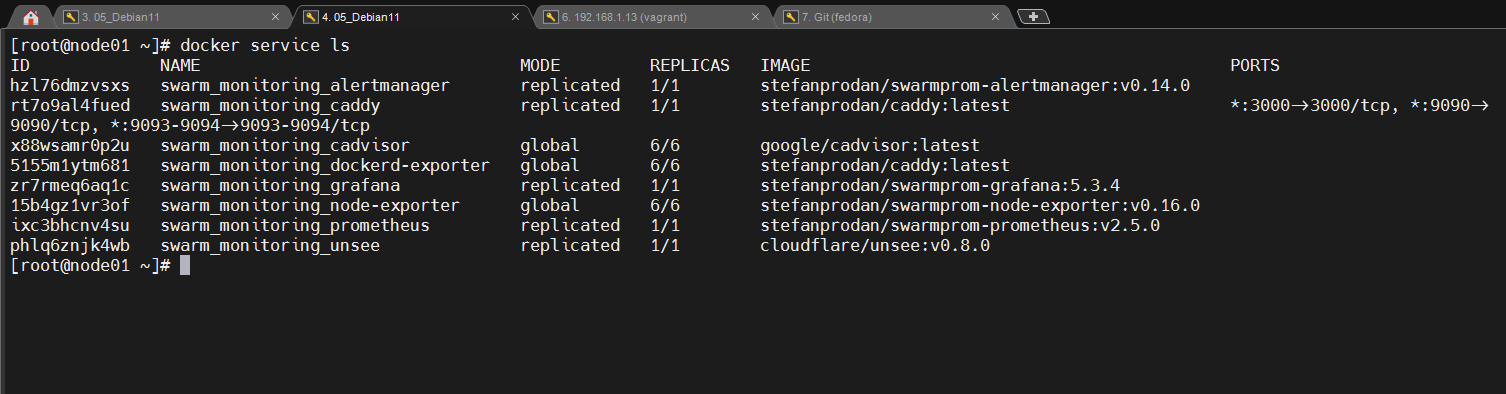 3. 05_Debian11
4. 05_Debian11
6. 192.168.1.13 (vagrant)
7. Git (fedora)
[root@node01 ~]# docker service ls
ID NAME MODE REPLICAS IMAGE PORTS
hzl76dmzvsxs swarm_monitoring_alertmanager replicated 1/1 stefanprodan/swarmprom-alertmanager:v0.14.0
rt7o9al4fued swarm_monitoring_caddy replicated 1/1 stefanprodan/caddy:latest *:3000→3000/tcp, *:9090→
9090/tcp, *:9093-9094→9093-9094/tcp
x88wsamr0p2u swarm_monitoring_cadvisor global 6/6 google/cadvisor:latest
5155m1ytm681 swarm_monitoring_dockerd-exporter global 6/6 stefanprodan/caddy:latest
zr7rmeq6aq1c swarm_monitoring_grafana replicated 1/1 stefanprodan/swarmprom-grafana:5.3.4
15b4gz1vr3of swarm_monitoring_node-exporter global 6/6 stefanprodan/swarmprom-node-exporter:v0.16.0
ixc3bhcnv4su swarm_monitoring_prometheus replicated 1/1 stefanprodan/swarmprom-prometheus:v2.5.0
phlq6znjk4wb swarm_monitoring_unsee replicated 1/1 cloudflare/unsee:v0.8.0
[root@node01 ~]#